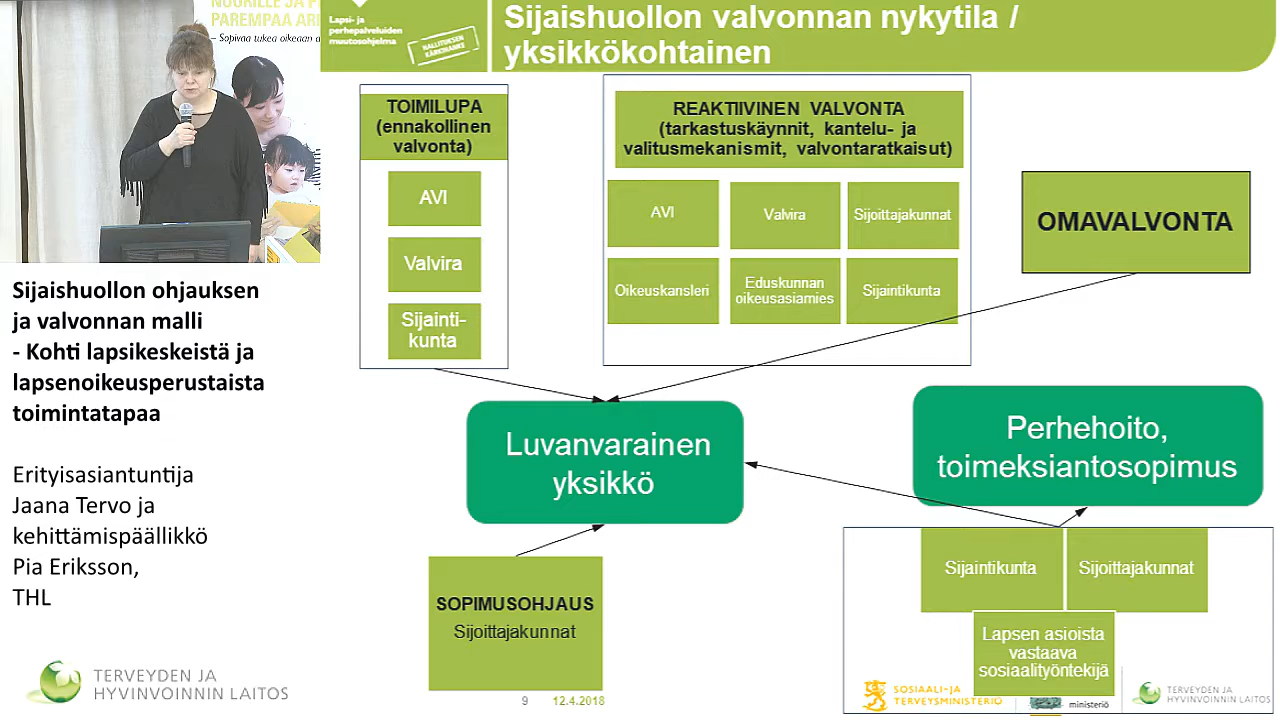 NUORILLE JA P
PAREMPAA AR
– Sopivaa tukea oikeaan a
Lapsi- ja
perhepalveluiden
muutosohjelma
HALLITUKSEN
KÄRKIHANKE
Sijaishuollon valvonnan nykytila /
yksikkökohtainen
TOIMILUPA
(ennakollinen
valvonta)
AVI
Valvira
Sijainti-
kunta
REAKTIIVINEN VALVONTA
(tarkastuskäynnit, kantelu- ja
valitusmekanismit, valvontaratkaisut)
AVI
Valvira
Sijoittajakunnat
Oikeuskansleri
Eduskunnan
oikeusasiamies
Sijaintikunta
OMAVALVONTA
Sijaishuollon ohjauksen
ja valvonnan malli
- Kohti lapsikeskeistä ja
lapsenoikeusperustaista
toimintatapaa
Erityisasiantuntija
Jaana Tervo ja
kehittämispäällikkö
Pia Eriksson,
THL
TERVEYDEN JA
HYVINVOINNIN LAITOS
Luvanvarainen
yksikkö
Perhehoito,
toimeksiantosopimus
SOPIMUSOHJAUS
Sijoittajakunnat
Sijaintikunta
Sijoittajakunnat
Lapsen asioista
vastaava
sosiaalityöntekijä
9 12.4.2018
SOSIAALI- JA
TERVEYSMINISTERIÖ
ministeriö
TERVEYDEN JA
HYVINVOINNIN LAITOS